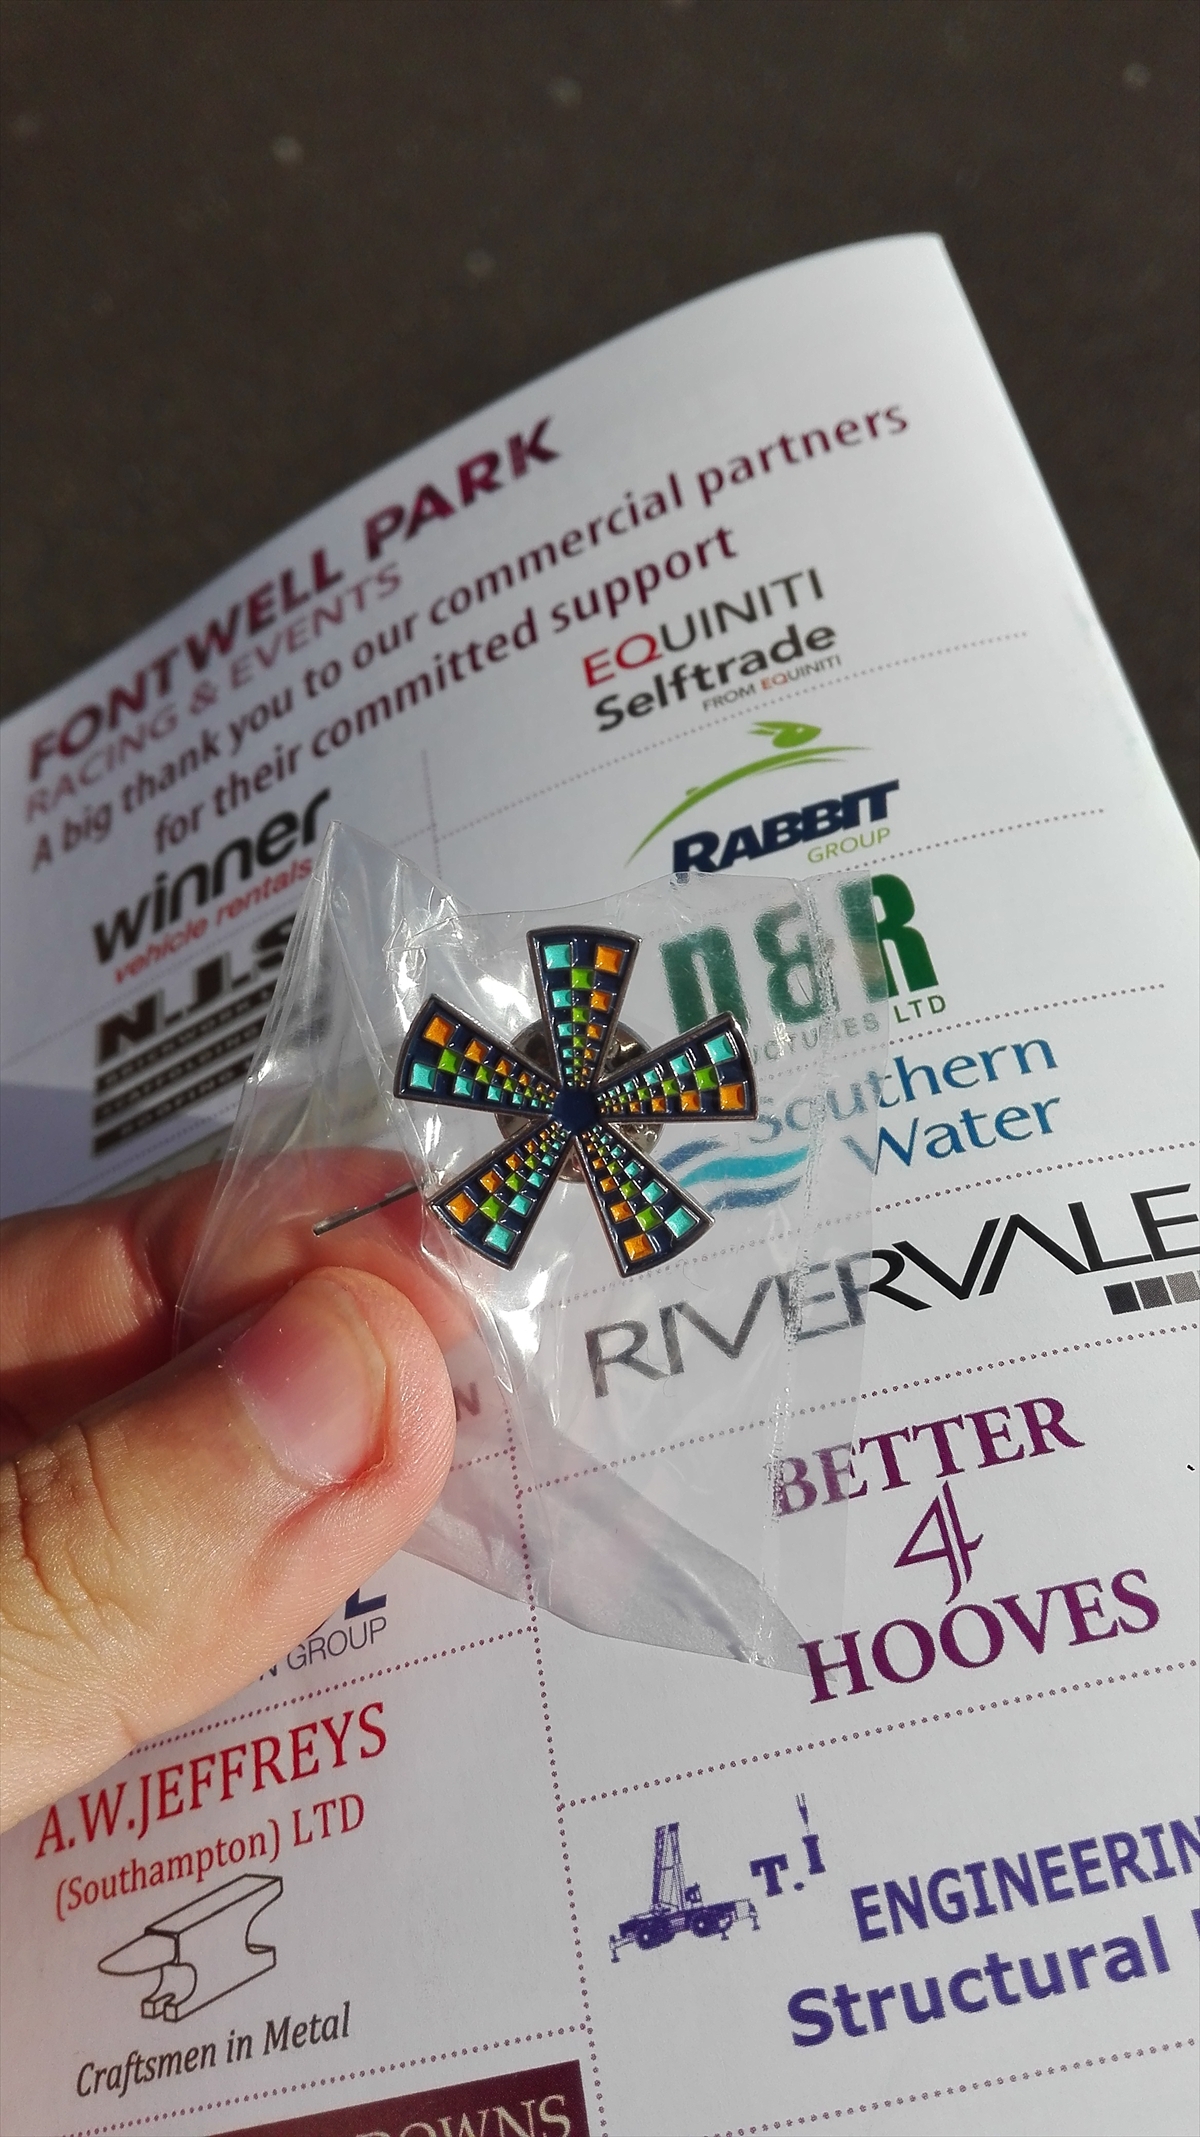 FONTWELL PARK
RACING & EVENTS
A big thank you to our commercial partners
for their committed support
EQUINITI
Selftrade
FROM EQUINITI
winner
vehicle rentals
RABBIT
GROUP
N.J.S
D&R
LTD
Southern
Water
RIVERVALE
BETTER
4
HOOVES
GROUP
A.W.JEFFREYS
(Southampton) LTD
Craftsmen in Metal
T.I
ENGINEERIN
Structural
DOWNS